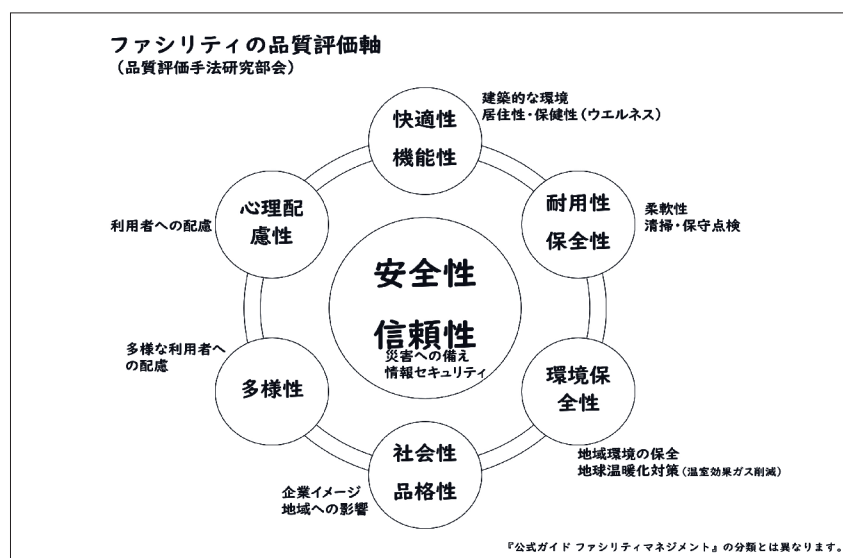 ファシリティの品質評価軸
（品質評価手法研究部会）
快適性
機能性
建築的な環境
居住性・保健性（ウエルネス）
心理配
慮性
利用者への配慮
耐用性
保全性
柔軟性
清掃・保守点検
安全性
信頼性
災害への備え
情報セキュリティ
多様な利用者へ
の配慮
多様性
環境保
全性
地域環境の保全
地球温暖化対策（温室効果ガス削減）
社会性
品格性
企業イメージ
地域への影響
『公式ガイド ファシリティマネジメント』の分類とは異なります。